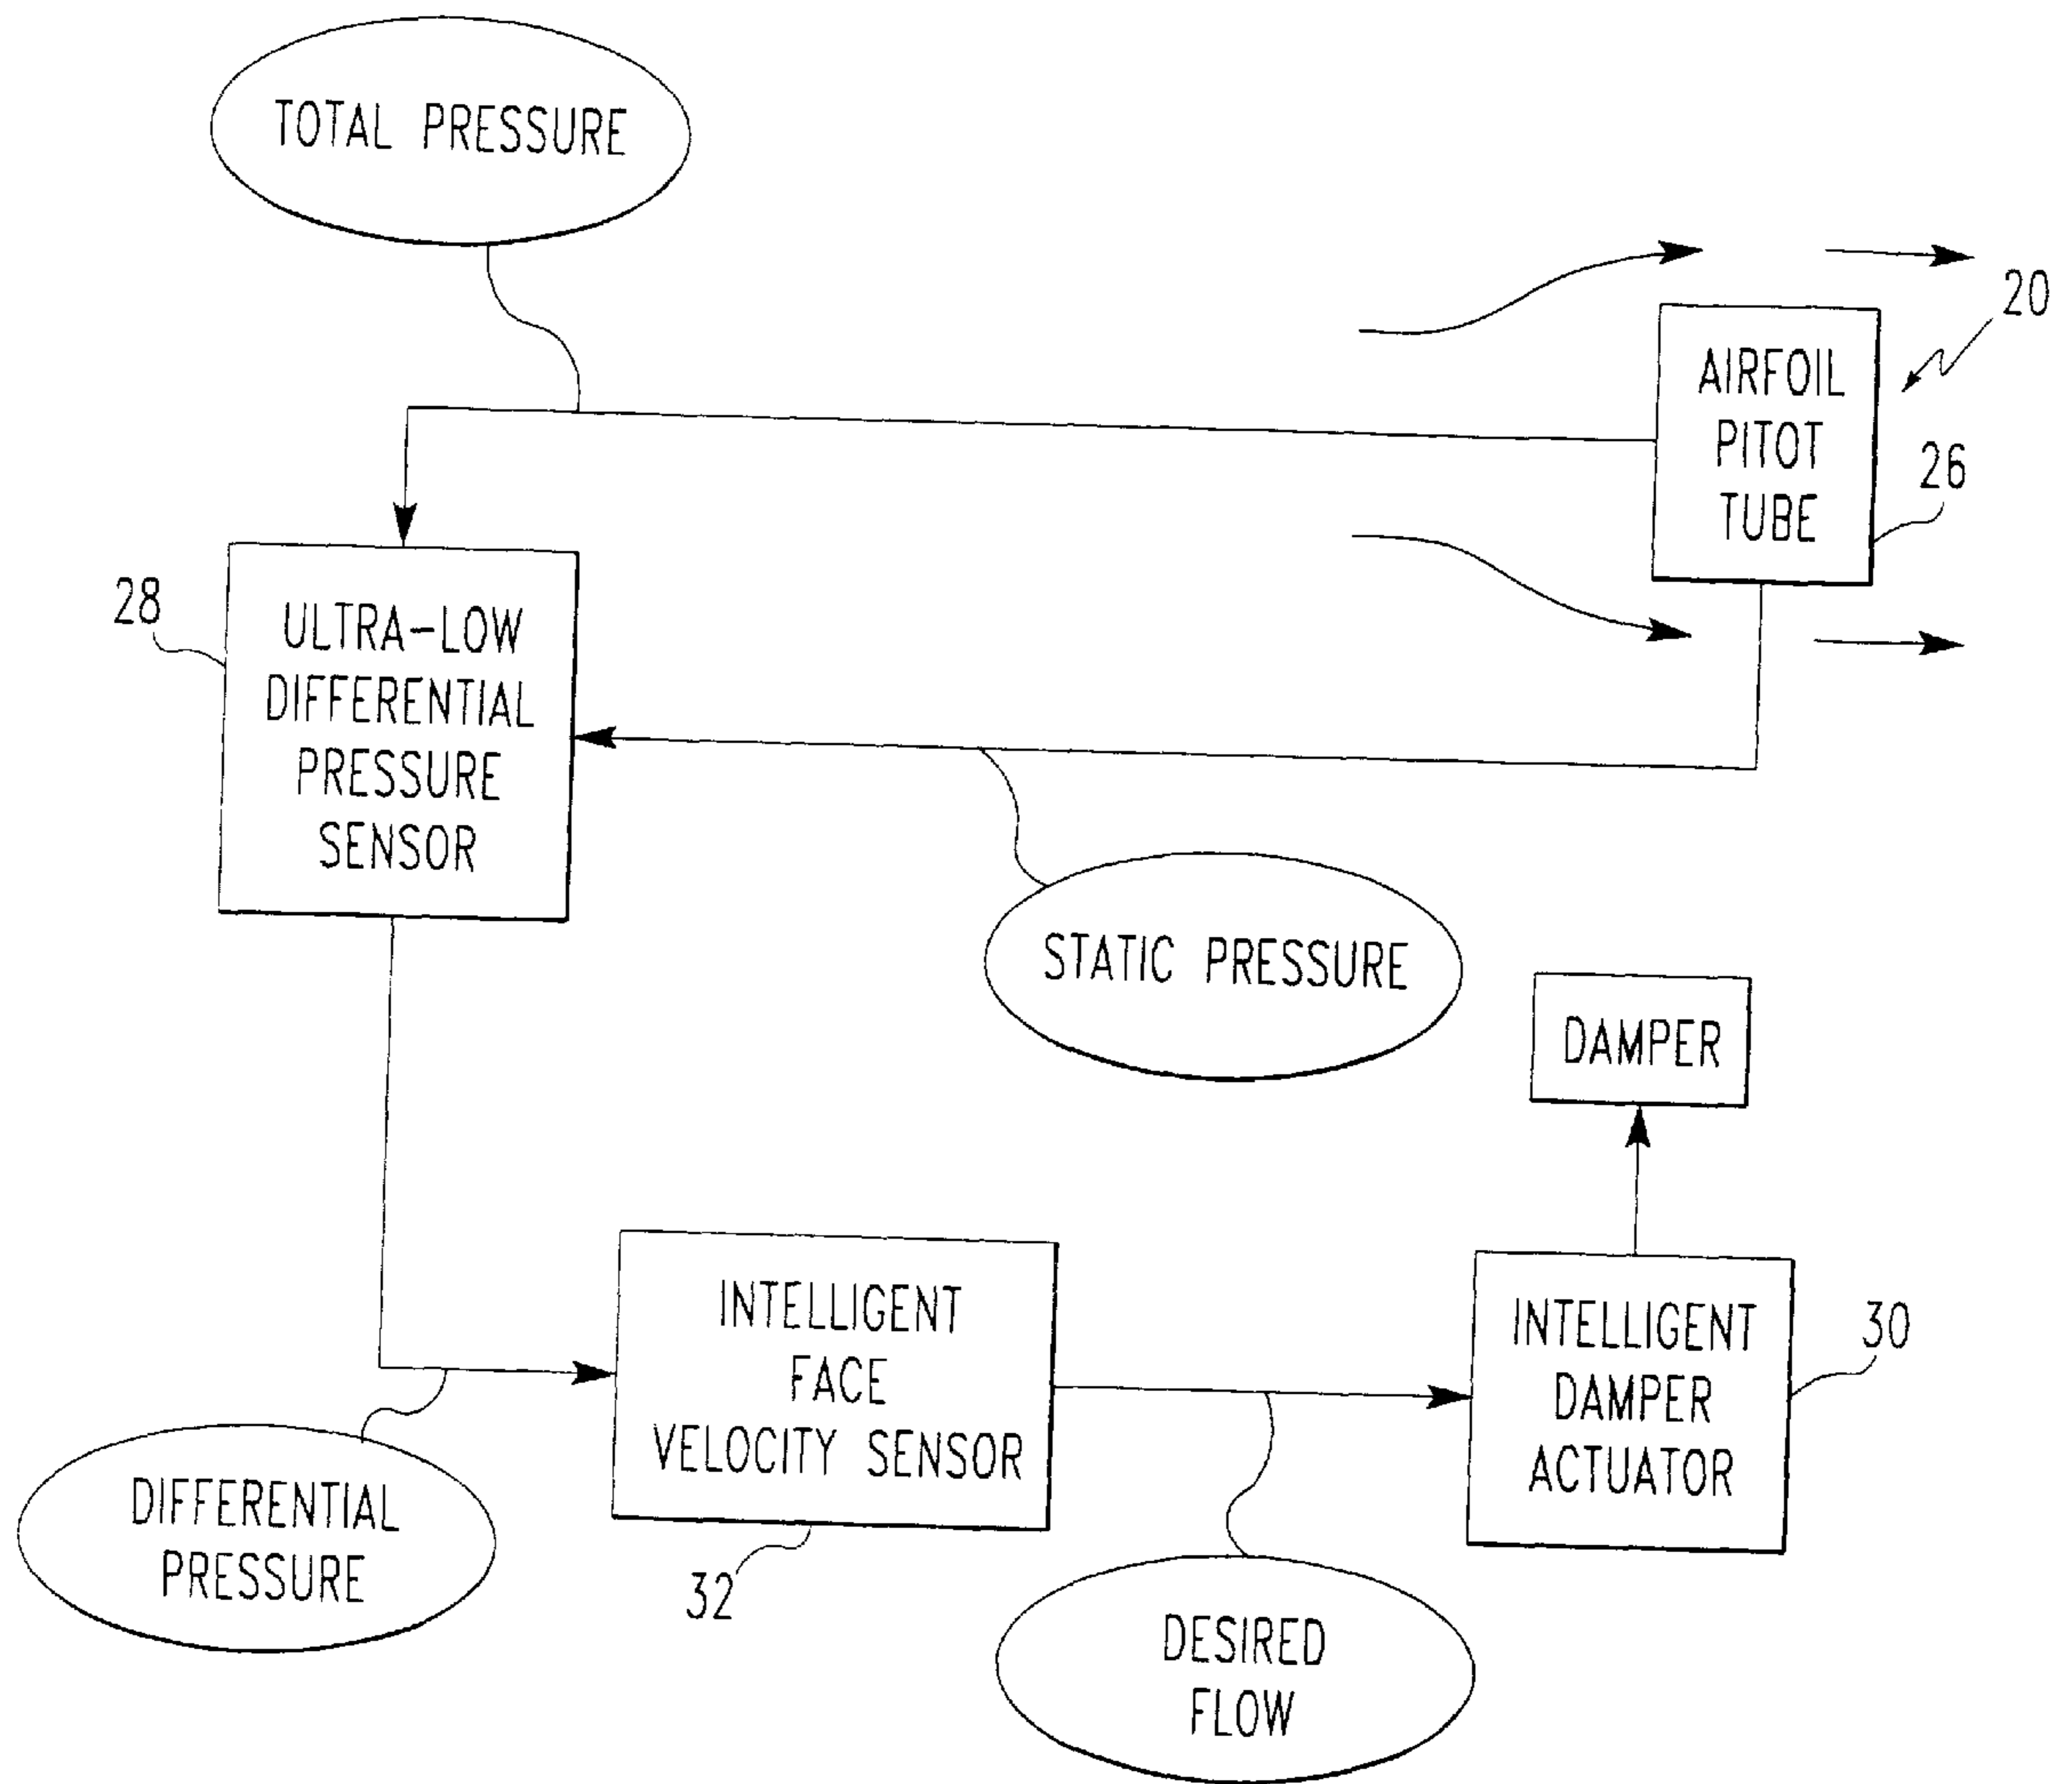 TOTAL PRESSURE
20
AIRFOIL
PITOT
TUBE
26
28
ULTRA-LOW
DIFFERENTIAL
PRESSURE
SENSOR
STATIC PRESSURE
DAMPER
INTELLIGENT
FACE
VELOCITY SENSOR
32
INTELLIGENT
DAMPER
ACTUATOR
30
DIFFERENTIAL
PRESSURE
DESIRED
FLOW